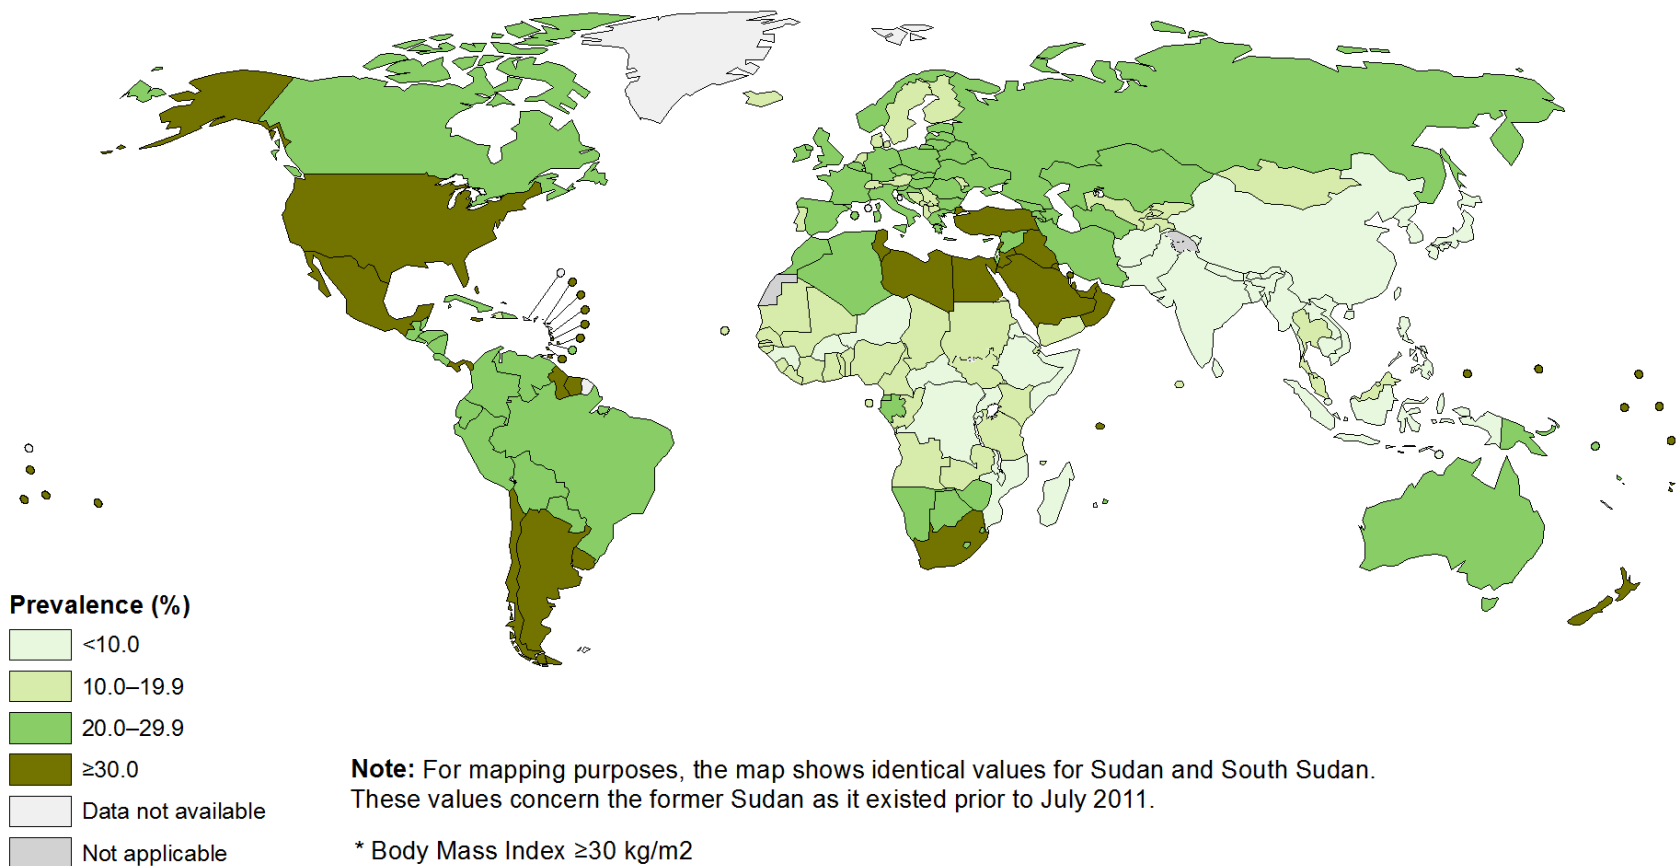 Prevalence (%)
<10.0
10.0–19.9
20.0–29.9
≥30.0
Data not available
Not applicable
Note: For mapping purposes, the map shows identical values for Sudan and South Sudan.
These values concern the former Sudan as it existed prior to July 2011.
* Body Mass Index ≥30 kg/m2